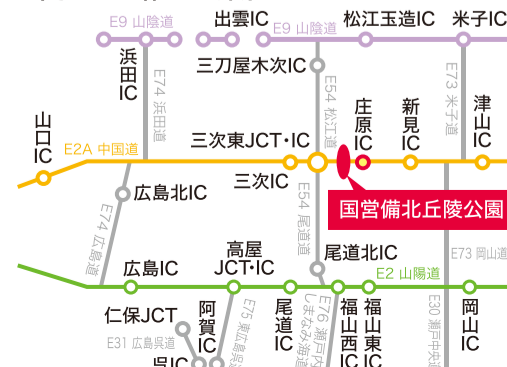 E9 山陰道
出雲IC
E9 山陰道
松江玉造IC
米子IC
浜田IC
E74 浜田道
三刀屋木次IC
E54 松江道
E73 米子道
山口IC
E2A 中国道
三次東JCT・IC
庄原IC
新見IC
津山IC
三次IC
広島北IC
E54 尾道道
国営備北丘陵公園
E74 広島道
高屋
JCT・IC
尾道北IC
E73 岡山道
広島IC
E2 山陽道
仁保JCT
阿賀IC
E75 東広島呉道
尾道IC
E76 瀬戸内
しまなみ海道
福山西IC
福山東IC
E30 瀬戸中央道
岡山IC
E31 広島呉道
呉IC